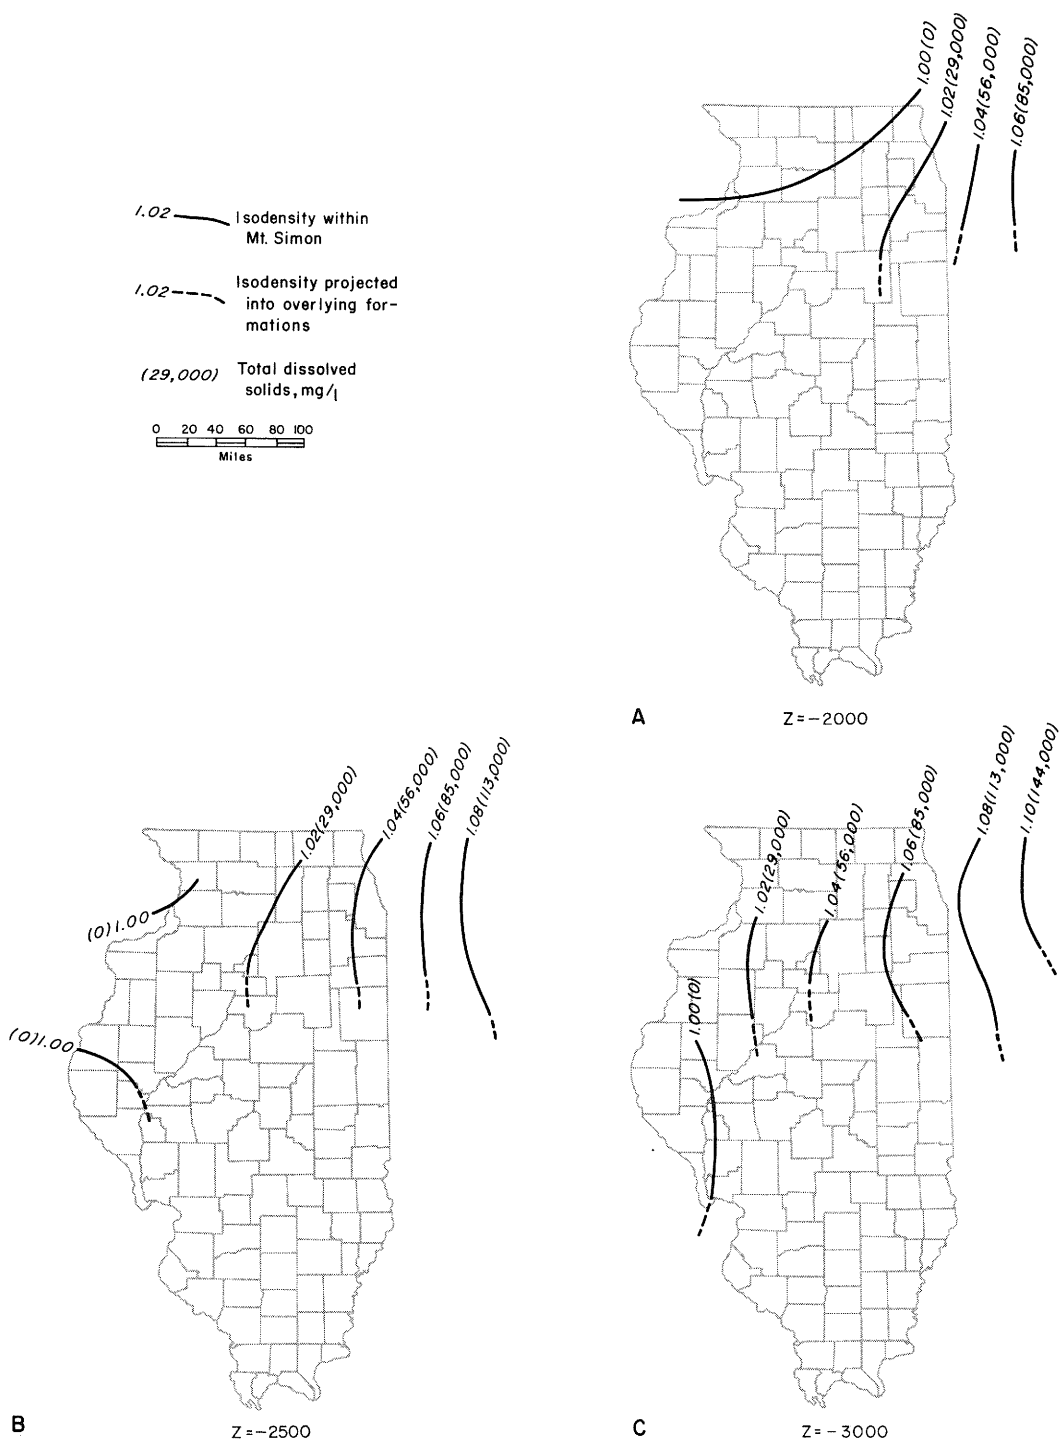 1.02
Isodensity within
Mt. Simon
1.02
Isodensity projected
into overlying for-
mations
(29,000)
Total dissolved
solids, mg/l
0 20 40 60 80 100
Miles
1.00(0)
1.02(29,000)
1.04(56,000)
1.06(85,000)
A
Z=-2000
(0)1.00
(0)1.00
1.02(29,000)
1.04(56,000)
1.06(85,000)
1.08(113,000)
B
Z=-2500
1.00(0)
1.02(29,000)
1.04(56,000)
1.06(85,000)
1.08(113,000)
1.10(144,000)
C
Z=-3000